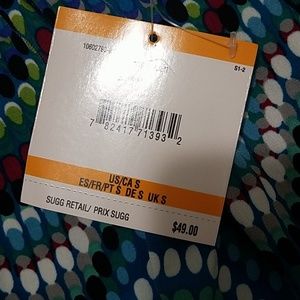 S1-2
7 82417 71393 2
US/CA S
ES/FR/PT S DE S UK S
SUGG RETAIL/ PRIX SUGG
$49.00